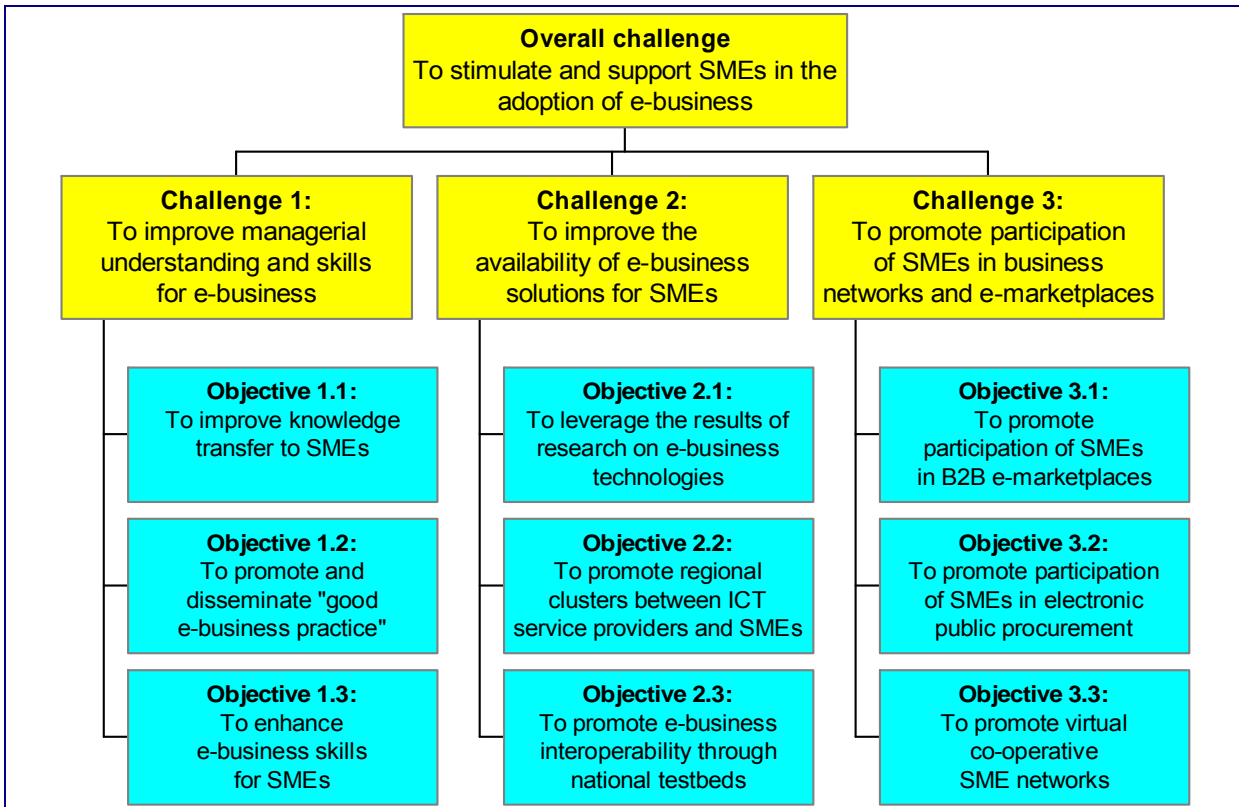 Overall challenge
To stimulate and support SMEs in the
adoption of e-business
Challenge 1:
To improve managerial
understanding and skills
for e-business
Challenge 2:
To improve the
availability of e-business
solutions for SMEs
Challenge 3:
To promote participation
of SMEs in business
networks and e-marketplaces
Objective 1.1:
To improve knowledge
transfer to SMEs
Objective 2.1:
To leverage the results of
research on e-business
technologies
Objective 3.1:
To promote
participation of SMEs
in B2B e-marketplaces
Objective 1.2:
To promote and
disseminate "good
e-business practice"
Objective 2.2:
To promote regional
clusters between ICT
service providers and SMEs
Objective 3.2:
To promote participation
of SMEs in electronic
public procurement
Objective 1.3:
To enhance
e-business skills
for SMEs
Objective 2.3:
To promote e-business
interoperability through
national testbeds
Objective 3.3:
To promote virtual
co-operative
SME networks